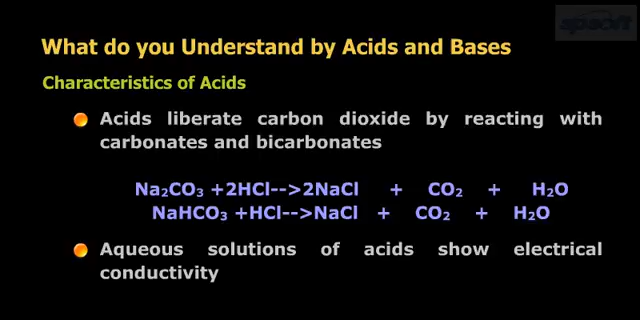 What do you Understand by Acids and Bases
Characteristics of Acids
Acids liberate carbon dioxide by reacting with
carbonates and bicarbonates
Na₂CO₃ +2HCl-->2NaCl + CO₂ + H₂O
NaHCO₃ +HCl-->NaCl + CO₂ + H₂O
Aqueous solutions of acids show electrical
conductivity